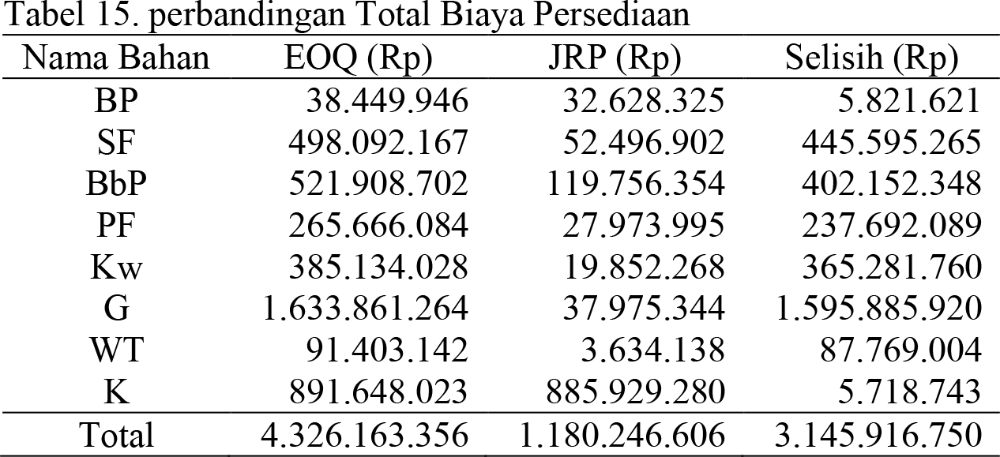 Tabel 15. perbandingan Total Biaya Persediaan
Nama Bahan EOQ (Rp) JRP (Rp) Selisih (Rp)
BP 38.449.946 32.628.325 5.821.621
SF 498.092.167 52.496.902 445.595.265
BbP 521.908.702 119.756.354 402.152.348
PF 265.666.084 27.973.995 237.692.089
Kw 385.134.028 19.852.268 365.281.760
G 1.633.861.264 37.975.344 1.595.885.920
WT 91.403.142 3.634.138 87.769.004
K 891.648.023 885.929.280 5.718.743
Total 4.326.163.356 1.180.246.606 3.145.916.750